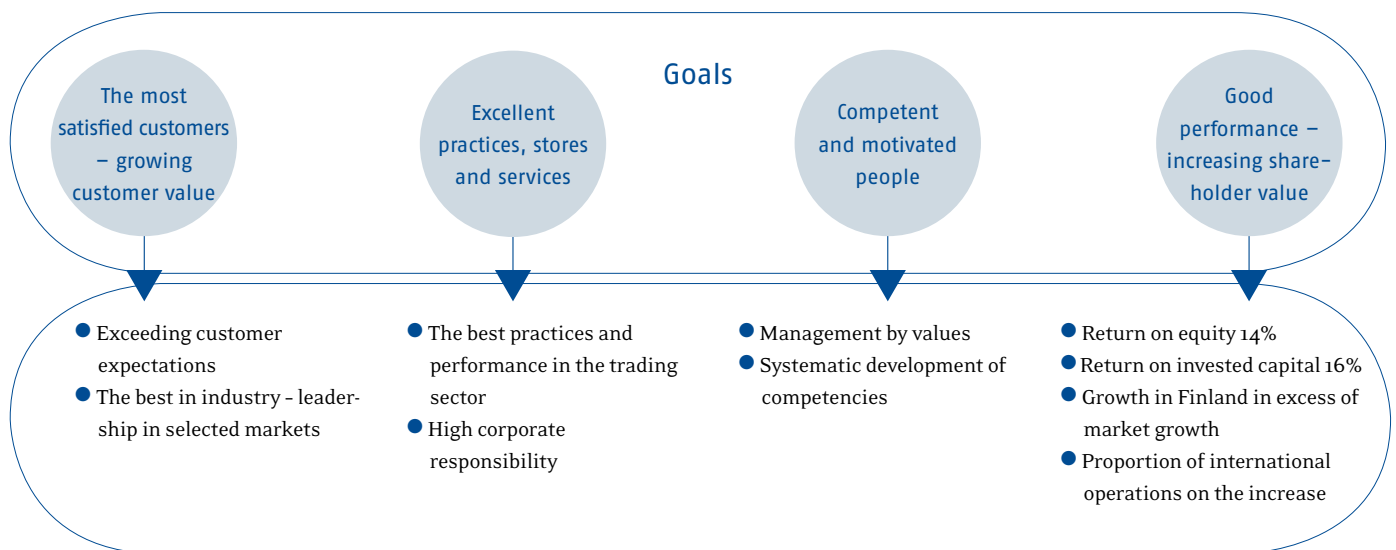 Goals
The most
satisfied customers
– growing
customer value
Excellent
practices, stores
and services
Competent
and motivated
people
Good
performance –
increasing share-
holder value
● Exceeding customer
expectations
● The best in industry – leader-
ship in selected markets
● The best practices and
performance in the trading
sector
● High corporate
responsibility
● Management by values
● Systematic development of
competencies
● Return on equity 14%
● Return on invested capital 16%
● Growth in Finland in excess of
market growth
● Proportion of international
operations on the increase